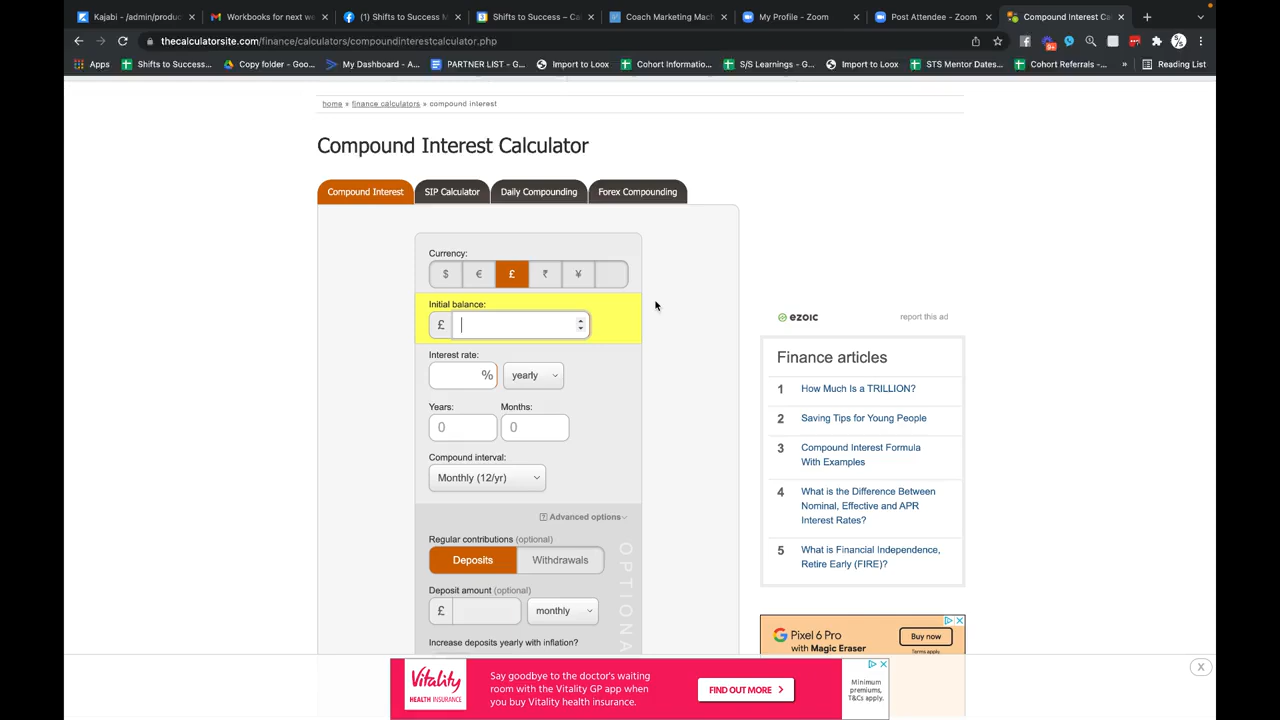 Kajabi - /admin/produc
Workbooks for next we
(1) Shifts to Success M
Shifts to Success – Cal
Coach Marketing Mach
My Profile - Zoom
Post Attendee - Zoom
Compound Interest Ca
thecalculatorsite.com/finance/calculators/compoundinterestcalculator.php
Apps
Shifts to Success...
Copy folder - Goo...
My Dashboard - A...
PARTNER LIST - G...
Import to Loox
Cohort Informatio...
S/S Learnings - G...
Import to Loox
STS Mentor Dates...
Cohort Referrals -...
»
Reading List
home » finance calculators » compound interest
Compound Interest Calculator
Compound Interest
SIP Calculator
Daily Compounding
Forex Compounding
Currency:
$ € £ ₹ ¥
Initial balance:
£
Interest rate:
% yearly
Years: Months:
0 0
Compound interval:
Monthly (12/yr)
Advanced options
Regular contributions (optional)
Deposits Withdrawals
Deposit amount (optional)
£ monthly
Increase deposits yearly with inflation?
OPTIONA
ezoic report this ad
Finance articles
1 How Much Is a TRILLION?
2 Saving Tips for Young People
3 Compound Interest Formula
With Examples
4 What is the Difference Between
Nominal, Effective and APR
Interest Rates?
5 What is Financial Independence,
Retire Early (FIRE)?
G Pixel 6 Pro
with Magic Eraser
Buy now
Terms apply.
Vitality
HEALTH INSURANCE
Say goodbye to the doctor's waiting
room with the Vitality GP app when
you buy Vitality health insurance.
FIND OUT MORE
Minimum
premiums,
T&Cs apply.
X